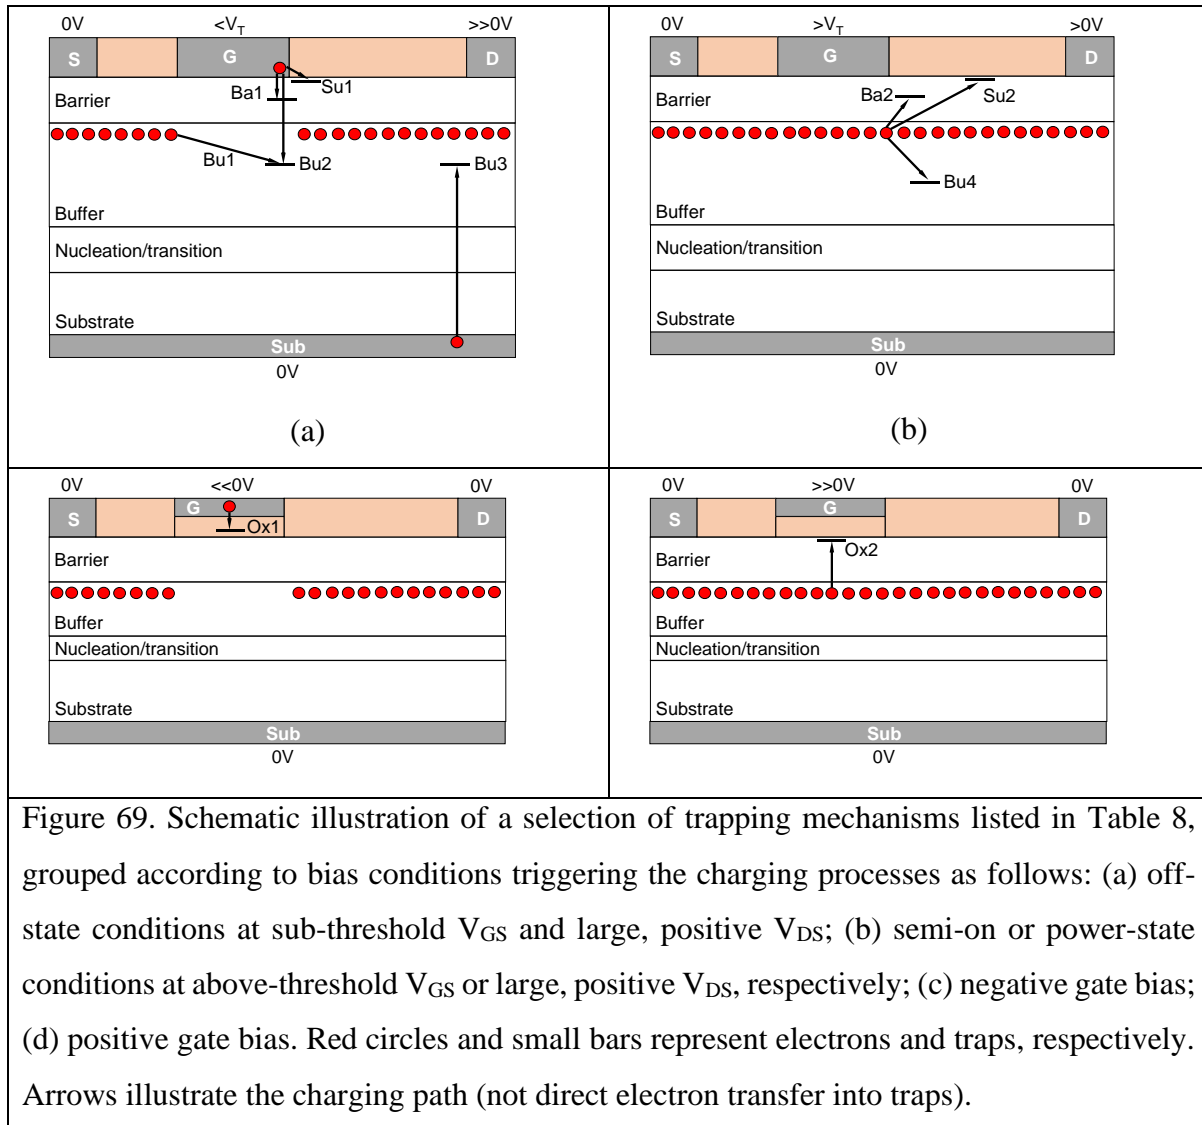 0V <V_T >>0V
S G D
Su1
Ba1
Barrier
Bu1 Bu2 Bu3
Buffer
Nucleation/transition
Substrate
Sub
0V
(a)
0V >V_T >0V
S G D
Ba2 Su2
Barrier
Bu4
Buffer
Nucleation/transition
Substrate
Sub
0V
(b)
0V <<0V 0V
G
S Ox1 D
Barrier
Buffer
Nucleation/transition
Substrate
Sub
0V
0V >>0V 0V
G
S D
Ox2
Barrier
Buffer
Nucleation/transition
Substrate
Sub
0V
Figure 69. Schematic illustration of a selection of trapping mechanisms listed in Table 8,
grouped according to bias conditions triggering the charging processes as follows: (a) off-
state conditions at sub-threshold V_GS and large, positive V_DS; (b) semi-on or power-state
conditions at above-threshold V_GS or large, positive V_DS, respectively; (c) negative gate bias;
(d) positive gate bias. Red circles and small bars represent electrons and traps, respectively.
Arrows illustrate the charging path (not direct electron transfer into traps).